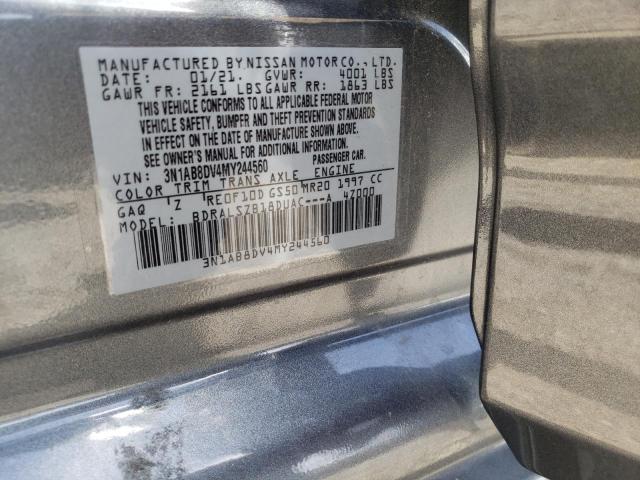 MANUFACTURED BY NISSAN MOTOR CO., LTD.
DATE: 01/21. GVWR: 4001 LBS
GAWR FR: 2161 LBS GAWR RR: 1863 LBS
THIS VEHICLE CONFORMS TO ALL APPLICABLE FEDERAL MOTOR
VEHICLE SAFETY, BUMPER AND THEFT PREVENTION STANDARDS
IN EFFECT ON THE DATE OF MANUFACTURE SHOWN ABOVE.
SEE OWNER'S MANUAL FOR ADDITIONAL INFORMATION.
VIN: 3N1AB8DV4MY244560 PASSENGER CAR
COLOR TRIM TRANS AXLE ENGINE
GAQ 'Z RE0F10D GS50 MR20 1997 CC
MODEL: BDRALSZB18DUAC---A 4Z000
3N1AB8DV4MY244560